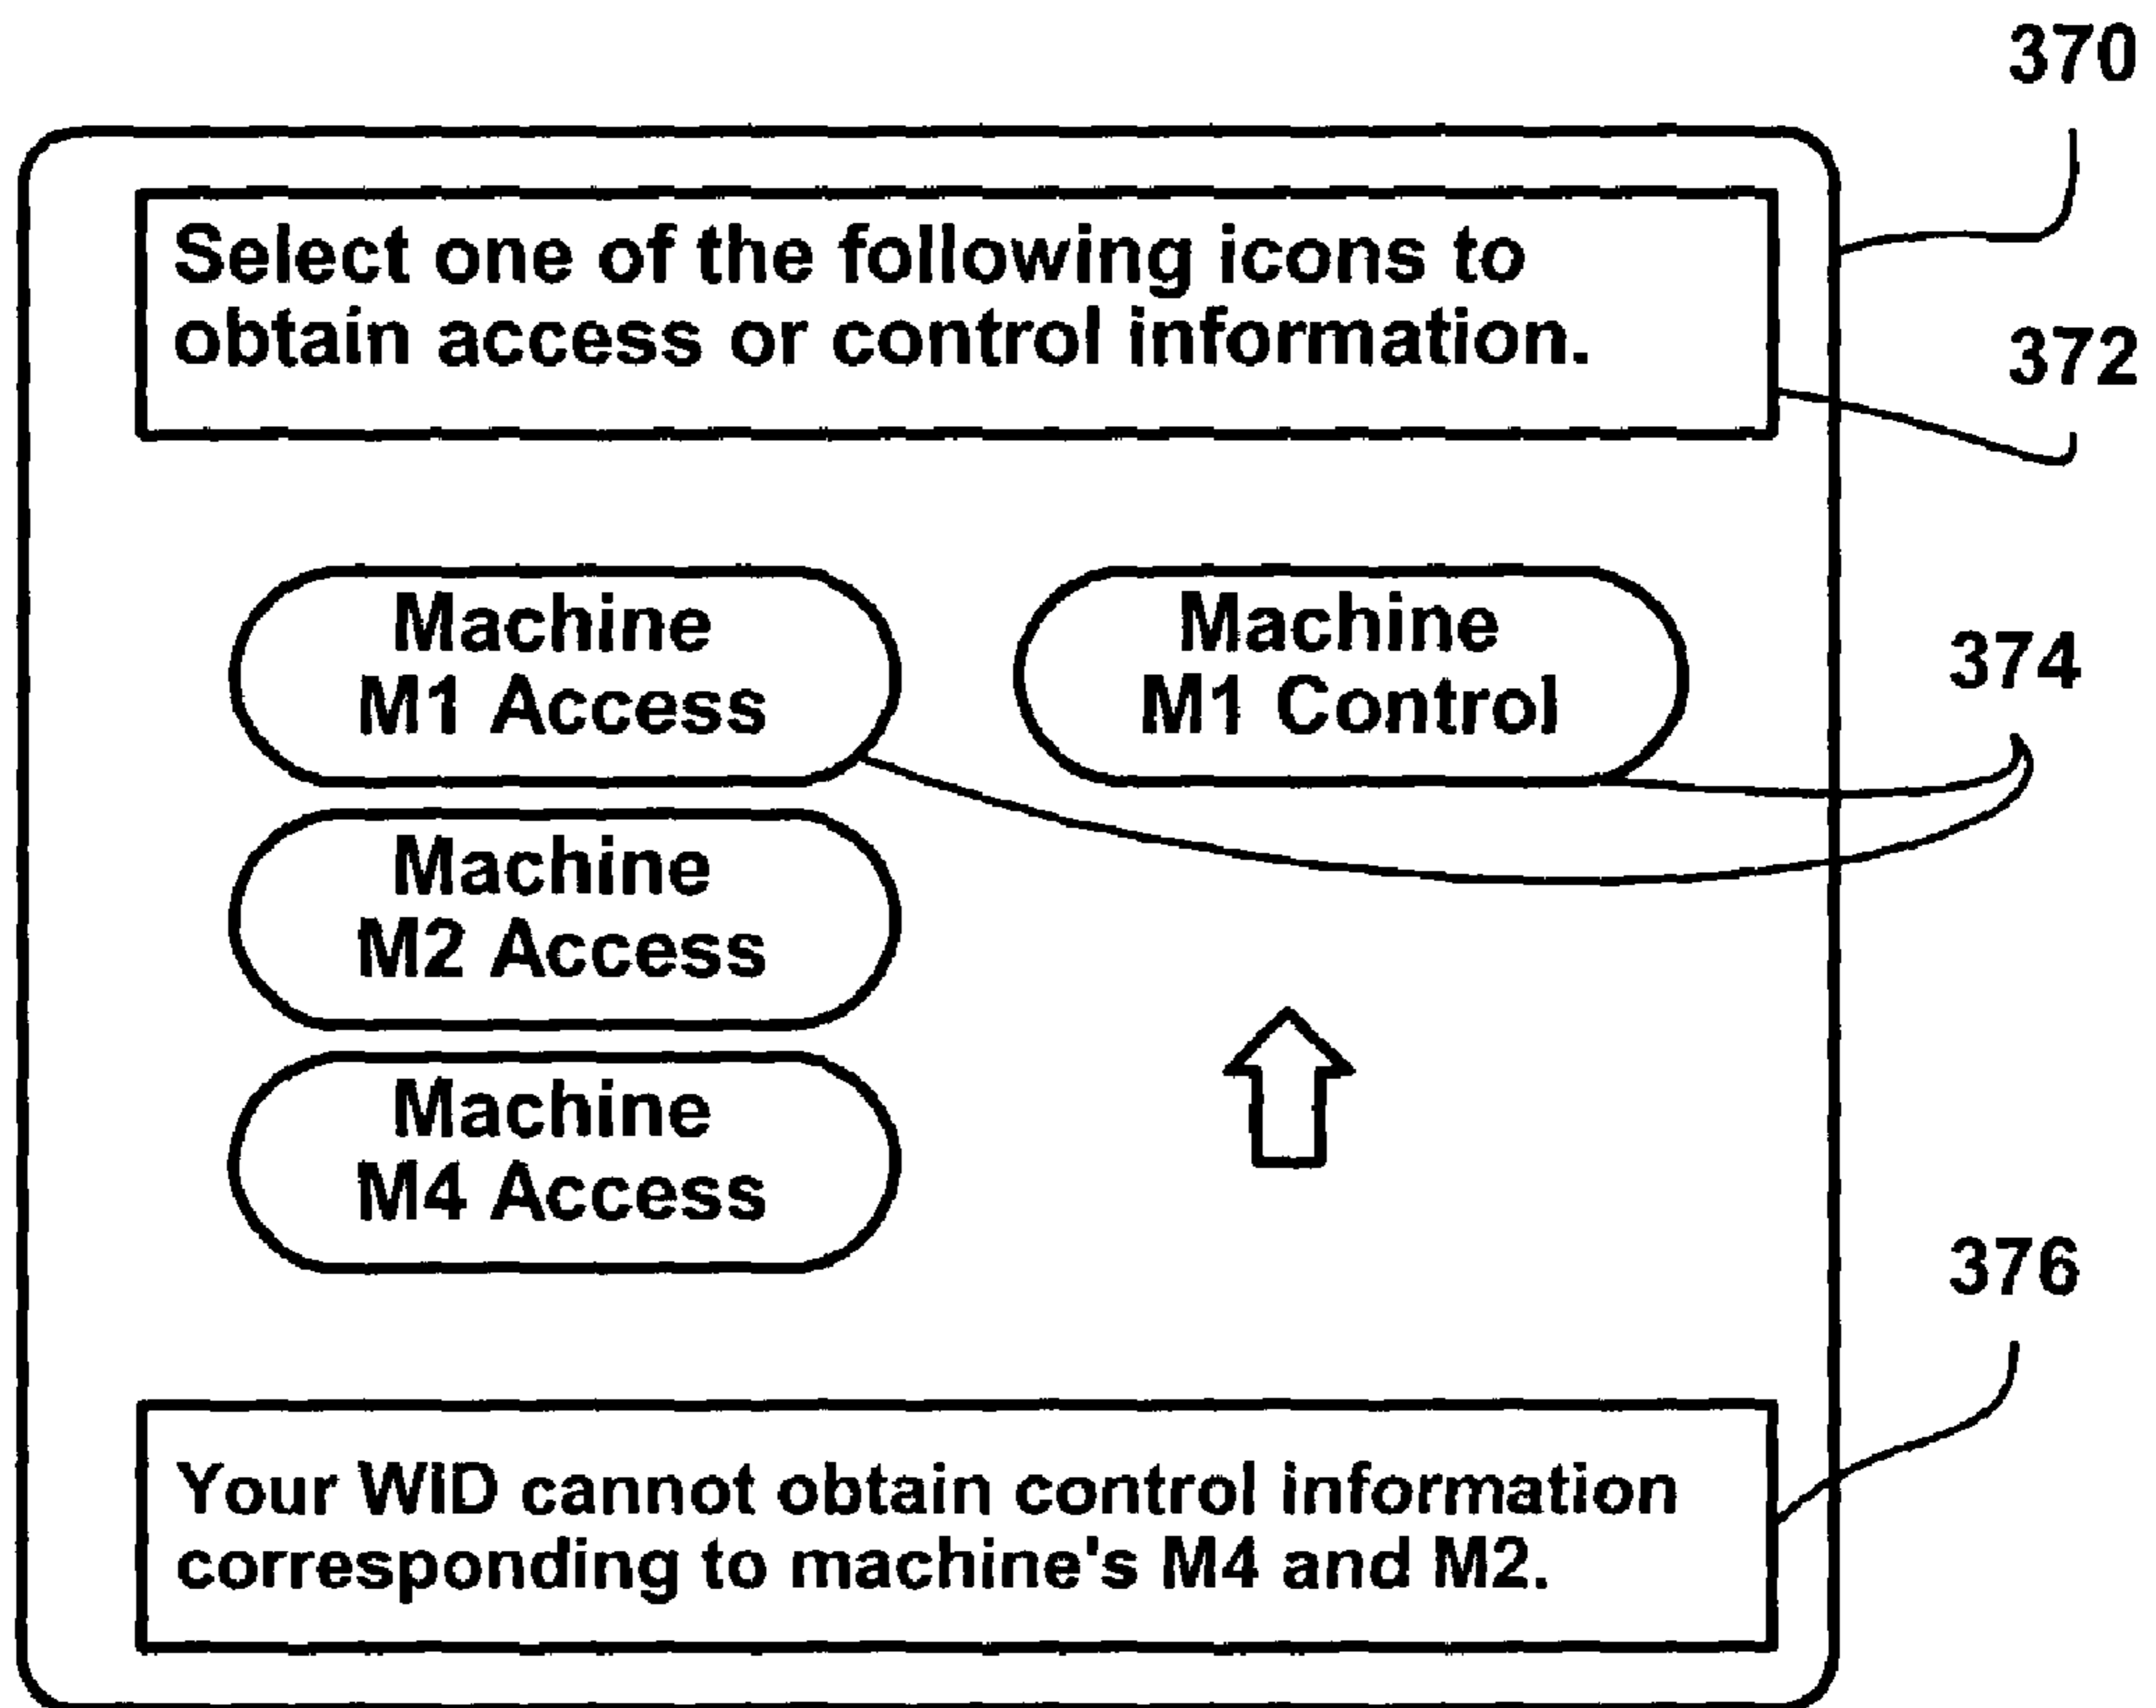 370
Select one of the following icons to
obtain access or control information.
372
Machine
M1 Access
Machine
M1 Control
374
Machine
M2 Access
Machine
M4 Access
376
Your WiD cannot obtain control information
corresponding to machine's M4 and M2.